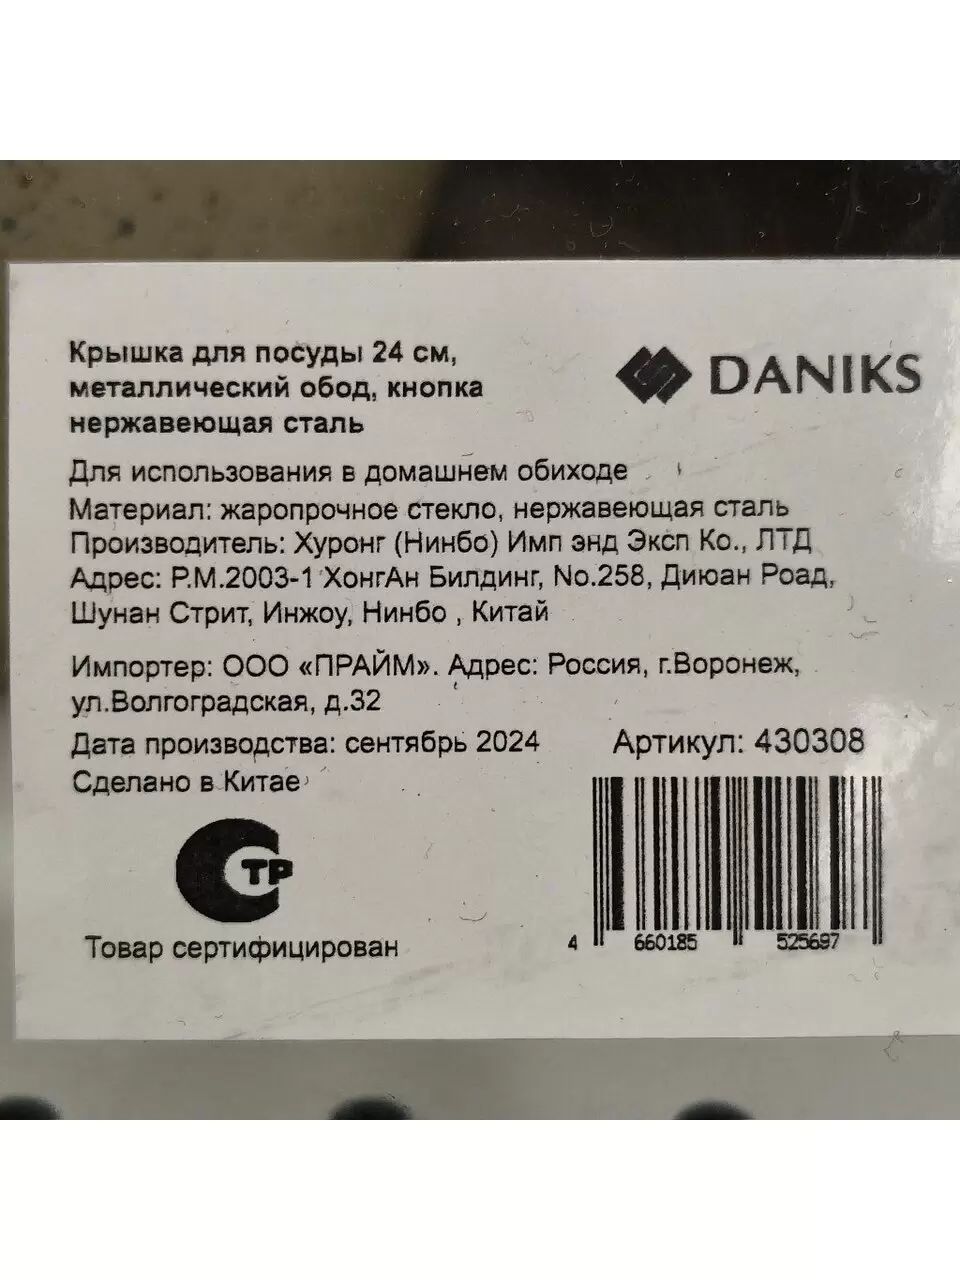 Крышка для посуды 24 см,
металлический обод, кнопка
нержавеющая сталь
DANIKS
Для использования в домашнем обиходе
Материал: жаропрочное стекло, нержавеющая сталь
Производитель: Хуронг (Нинбо) Имп энд Эксп Ко., ЛТД
Адрес: Р.М.2003-1 ХонгАн Билдинг, No.258, Диюан Роад,
Шунан Стрит, Инжоу, Нинбо , Китай
Импортер: ООО «ПРАЙМ». Адрес: Россия, г.Воронеж,
ул.Волгоградская, д.32
Дата производства: сентябрь 2024
Артикул: 430308
Сделано в Китае
СТР
Товар сертифицирован
4 660185 525697